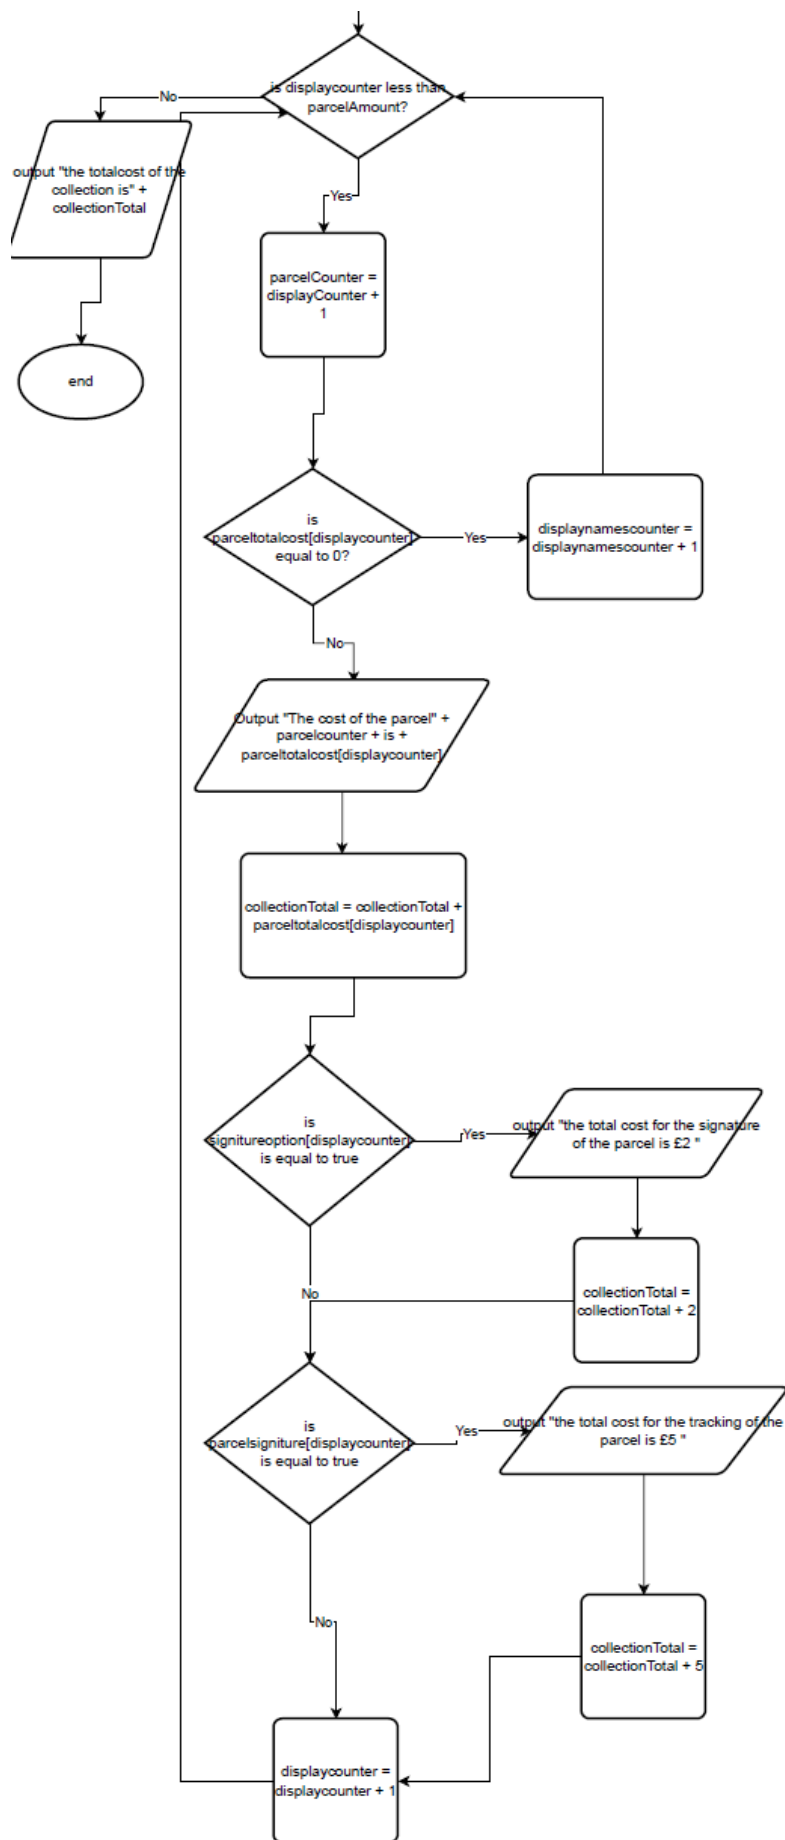 is displaycounter less than
parcelAmount?
No
output "the totalcost of the
collection is" +
collectionTotal
Yes
parcelCounter =
displayCounter +
1
end
is
parceltotalcost[displaycounter]
equal to 0?
Yes
displaynamescounter =
displaynamescounter + 1
No
Output "The cost of the parcel" +
parcelcounter + is +
parceltotalcost[displaycounter]
collectionTotal = collectionTotal +
parceltotalcost[displaycounter]
is
signitureoption[displaycounter]
is equal to true
Yes
output "the total cost for the signature
of the parcel is £2 "
No
collectionTotal =
collectionTotal + 2
is
parcelsigniture[displaycounter]
is equal to true
Yes
output "the total cost for the tracking of the
parcel is £5 "
No
collectionTotal =
collectionTotal + 5
displaycounter =
displaycounter + 1